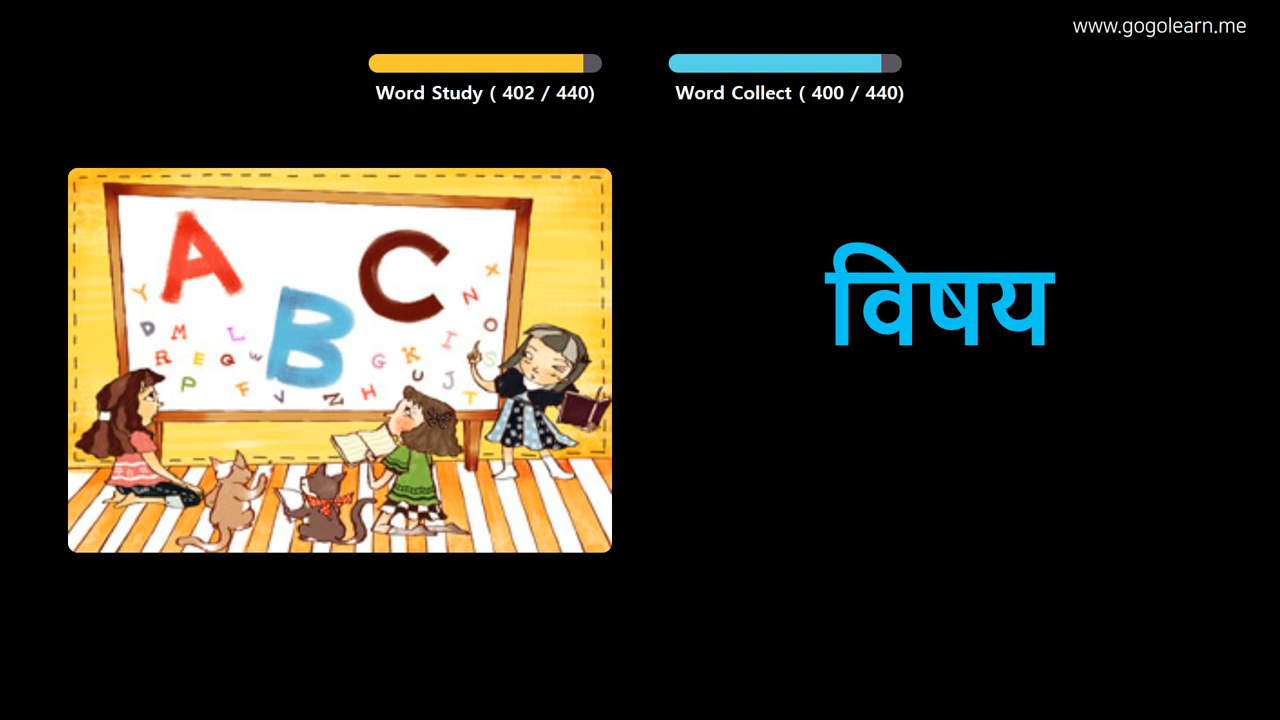 www.gogolearn.me
Word Study ( 402 / 440)
Word Collect ( 400 / 440)
विषय
A
C
B
Y
X
N
D
M
L
O
I
R
E
Q
W
G
K
S
P
F
U
J
V
Z
H
T